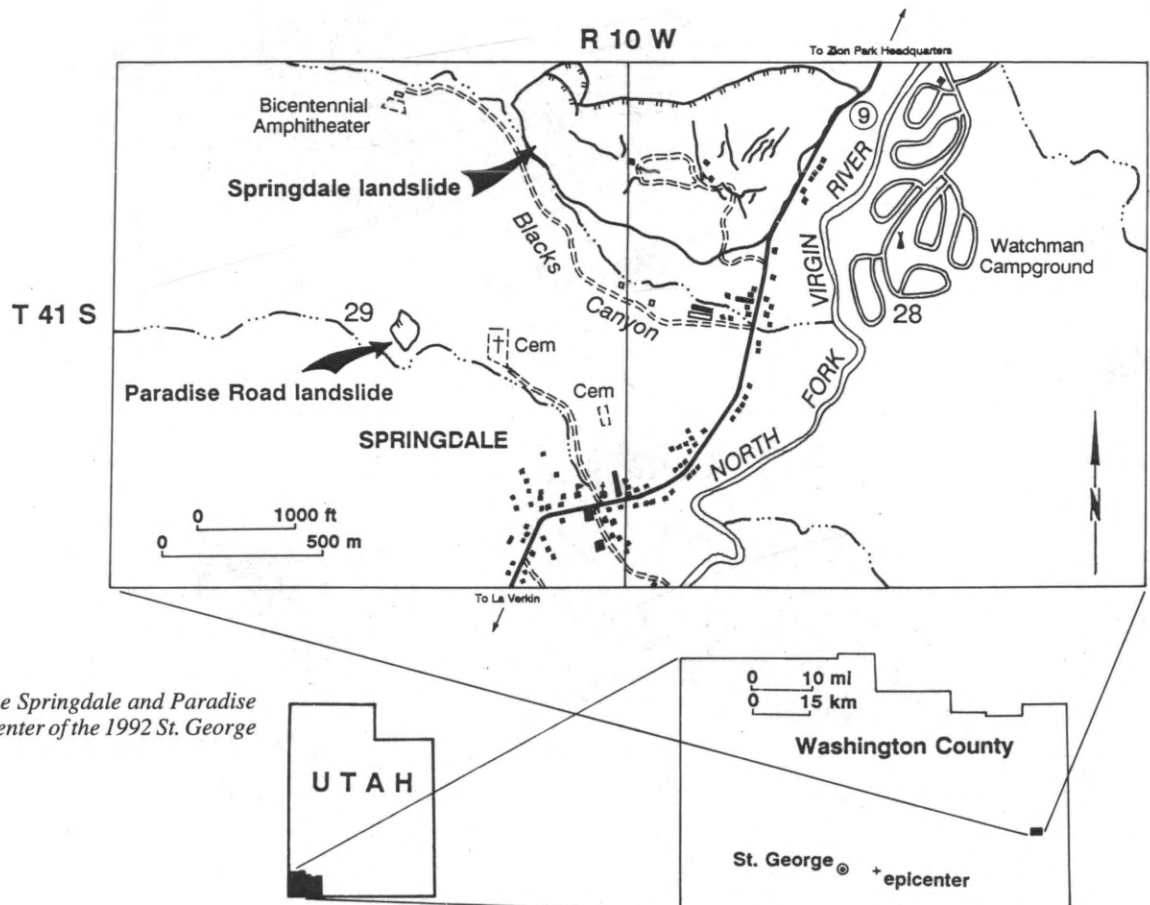 R 10 W
To Zion Park Headquarters
Bicentennial
Amphitheater
9
Springdale landslide
RIVER
VIRGIN
Blacks
Canyon
Watchman
Campground
T 41 S
29
28
Cem
Paradise Road landslide
Cem
FORK
SPRINGDALE
NORTH
0 1000 ft
0 500 m
N
To La Verkin
e Springdale and Paradise
enter of the 1992 St. George
UTAH
0 10 mi
0 15 km
Washington County
St. George
epicenter